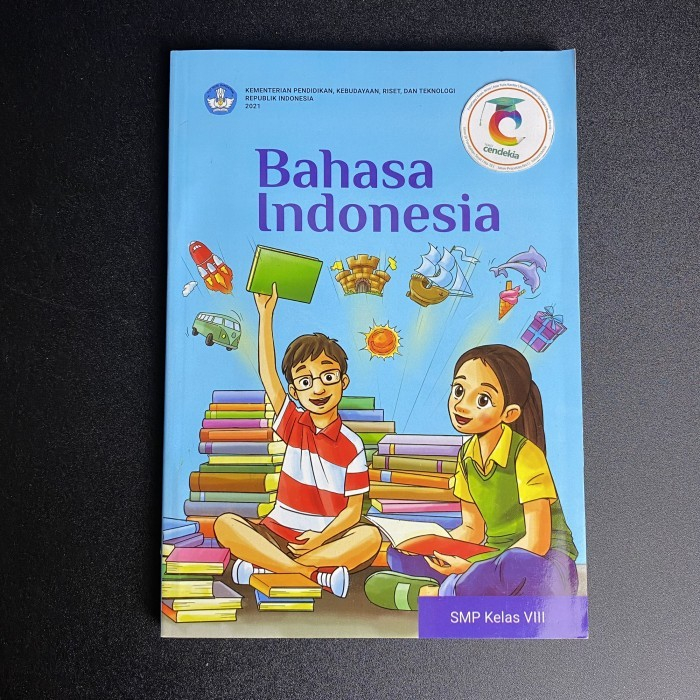 KEMENTERIAN PENDIDIKAN, KEBUDAYAAN, RISET, DAN TEKNOLOGI
REPUBLIK INDONESIA
2021
cendekia
Bahasa
Indonesia
SMP Kelas VIII